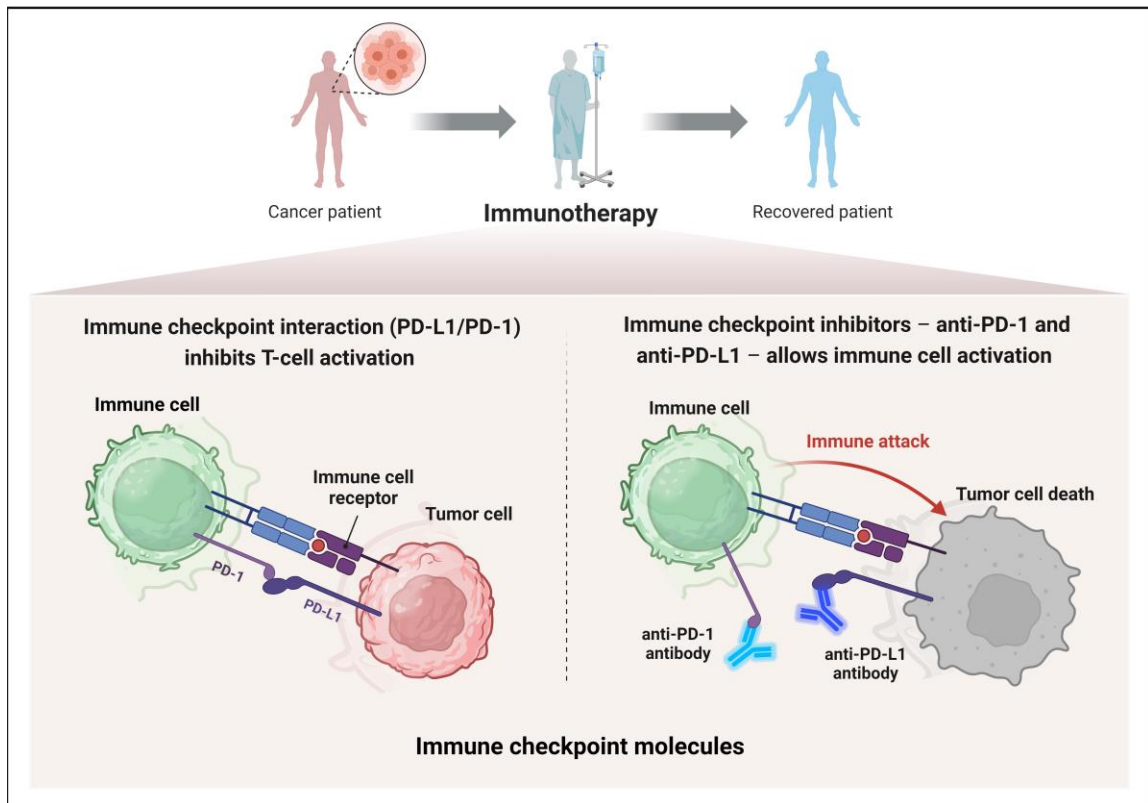 Cancer patient
Immunotherapy
Recovered patient
Immune checkpoint interaction (PD-L1/PD-1)
inhibits T-cell activation
Immune cell
Immune cell
receptor
Tumor cell
PD-1
PD-L1
Immune checkpoint inhibitors – anti-PD-1 and
anti-PD-L1 – allows immune cell activation
Immune cell
Immune attack
Tumor cell death
anti-PD-1
antibody
anti-PD-L1
antibody
Immune checkpoint molecules